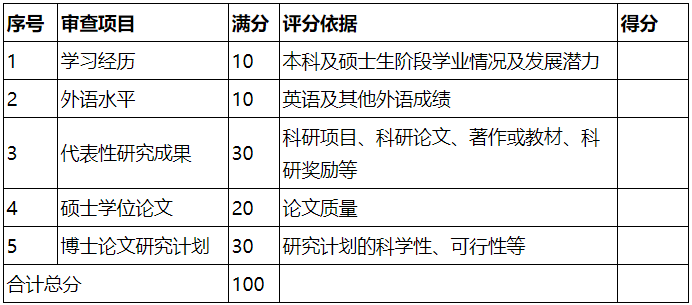 序号 审查项目 满分 评分依据 得分
1 学习经历 10 本科及硕士生阶段学业情况及发展潜力
2 外语水平 10 英语及其他外语成绩
3 代表性研究成果 30 科研项目、科研论文、著作或教材、科
研奖励等
4 硕士学位论文 20 论文质量
5 博士论文研究计划 30 研究计划的科学性、可行性等
合计总分 100